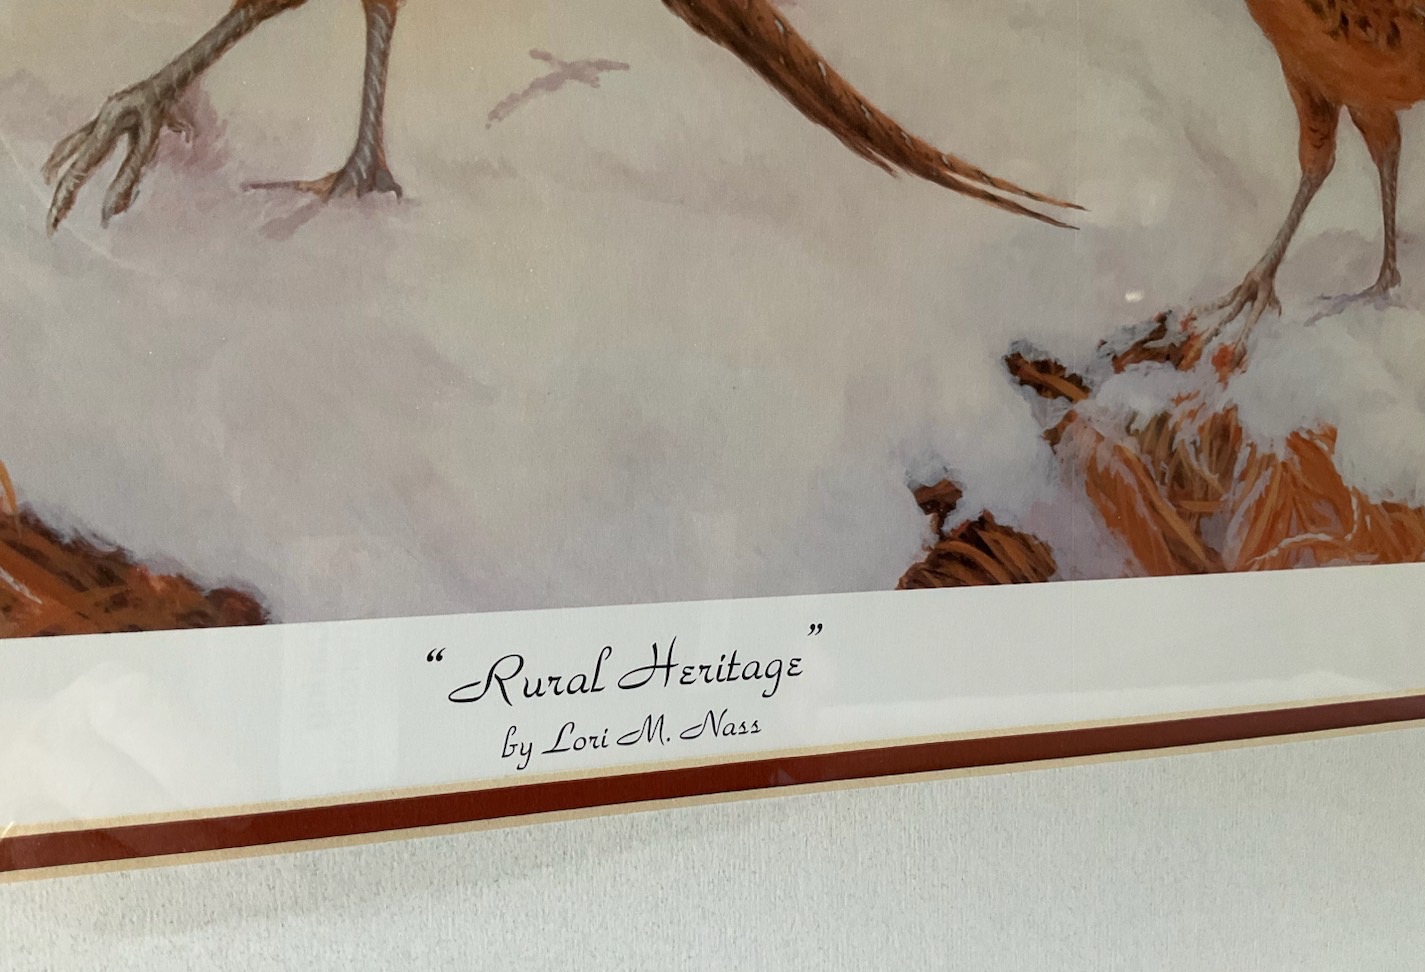 “Rural Heritage”
by Lori M. Nass